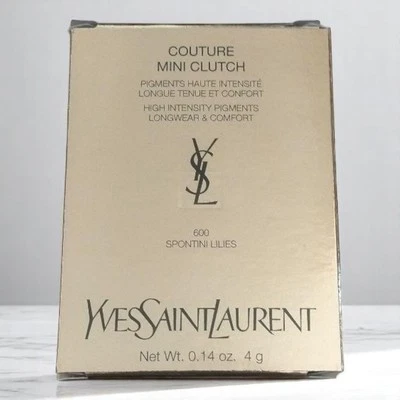 COUTURE
MINI CLUTCH
PIGMENTS HAUTE INTENSITÉ
LONGUE TENUE ET CONFORT
HIGH INTENSITY PIGMENTS
LONGWEAR & COMFORT
YSL
600
SPONTINI LILIES
YVESSAINTLAURENT
Net Wt. 0.14 oz. 4 g